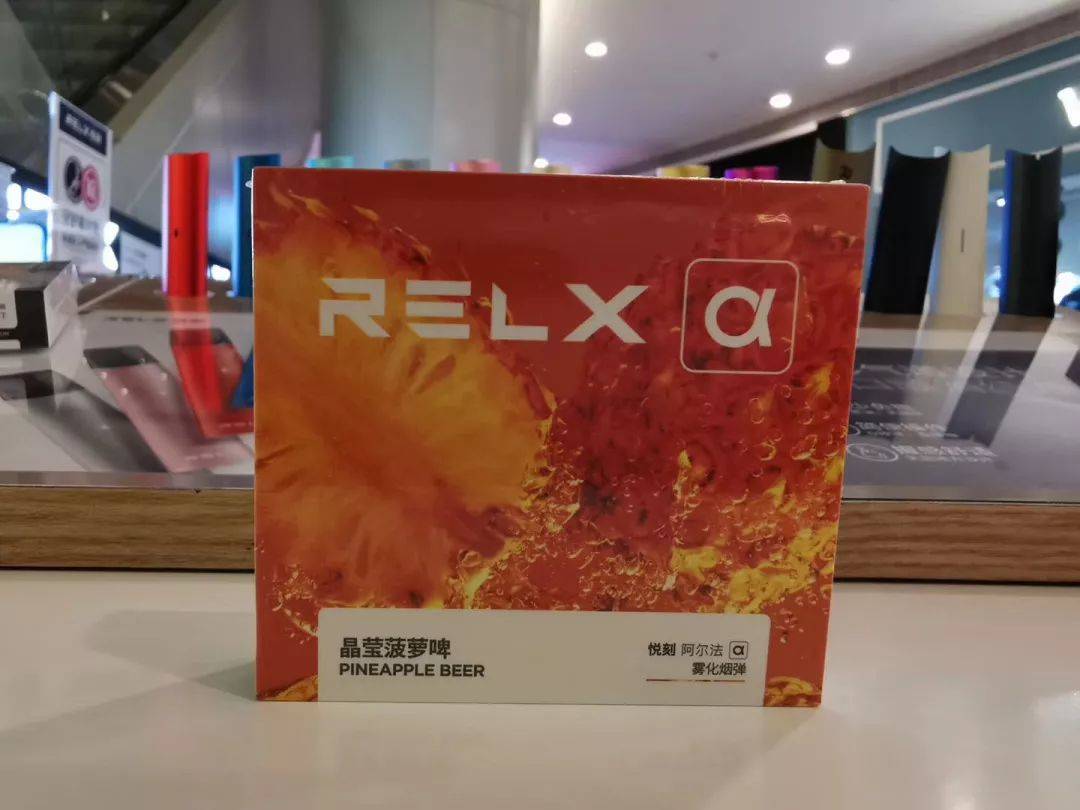 RELX
RELX α
晶莹菠萝啤
PINEAPPLE BEER
悦刻 阿尔法 α
雾化烟弹